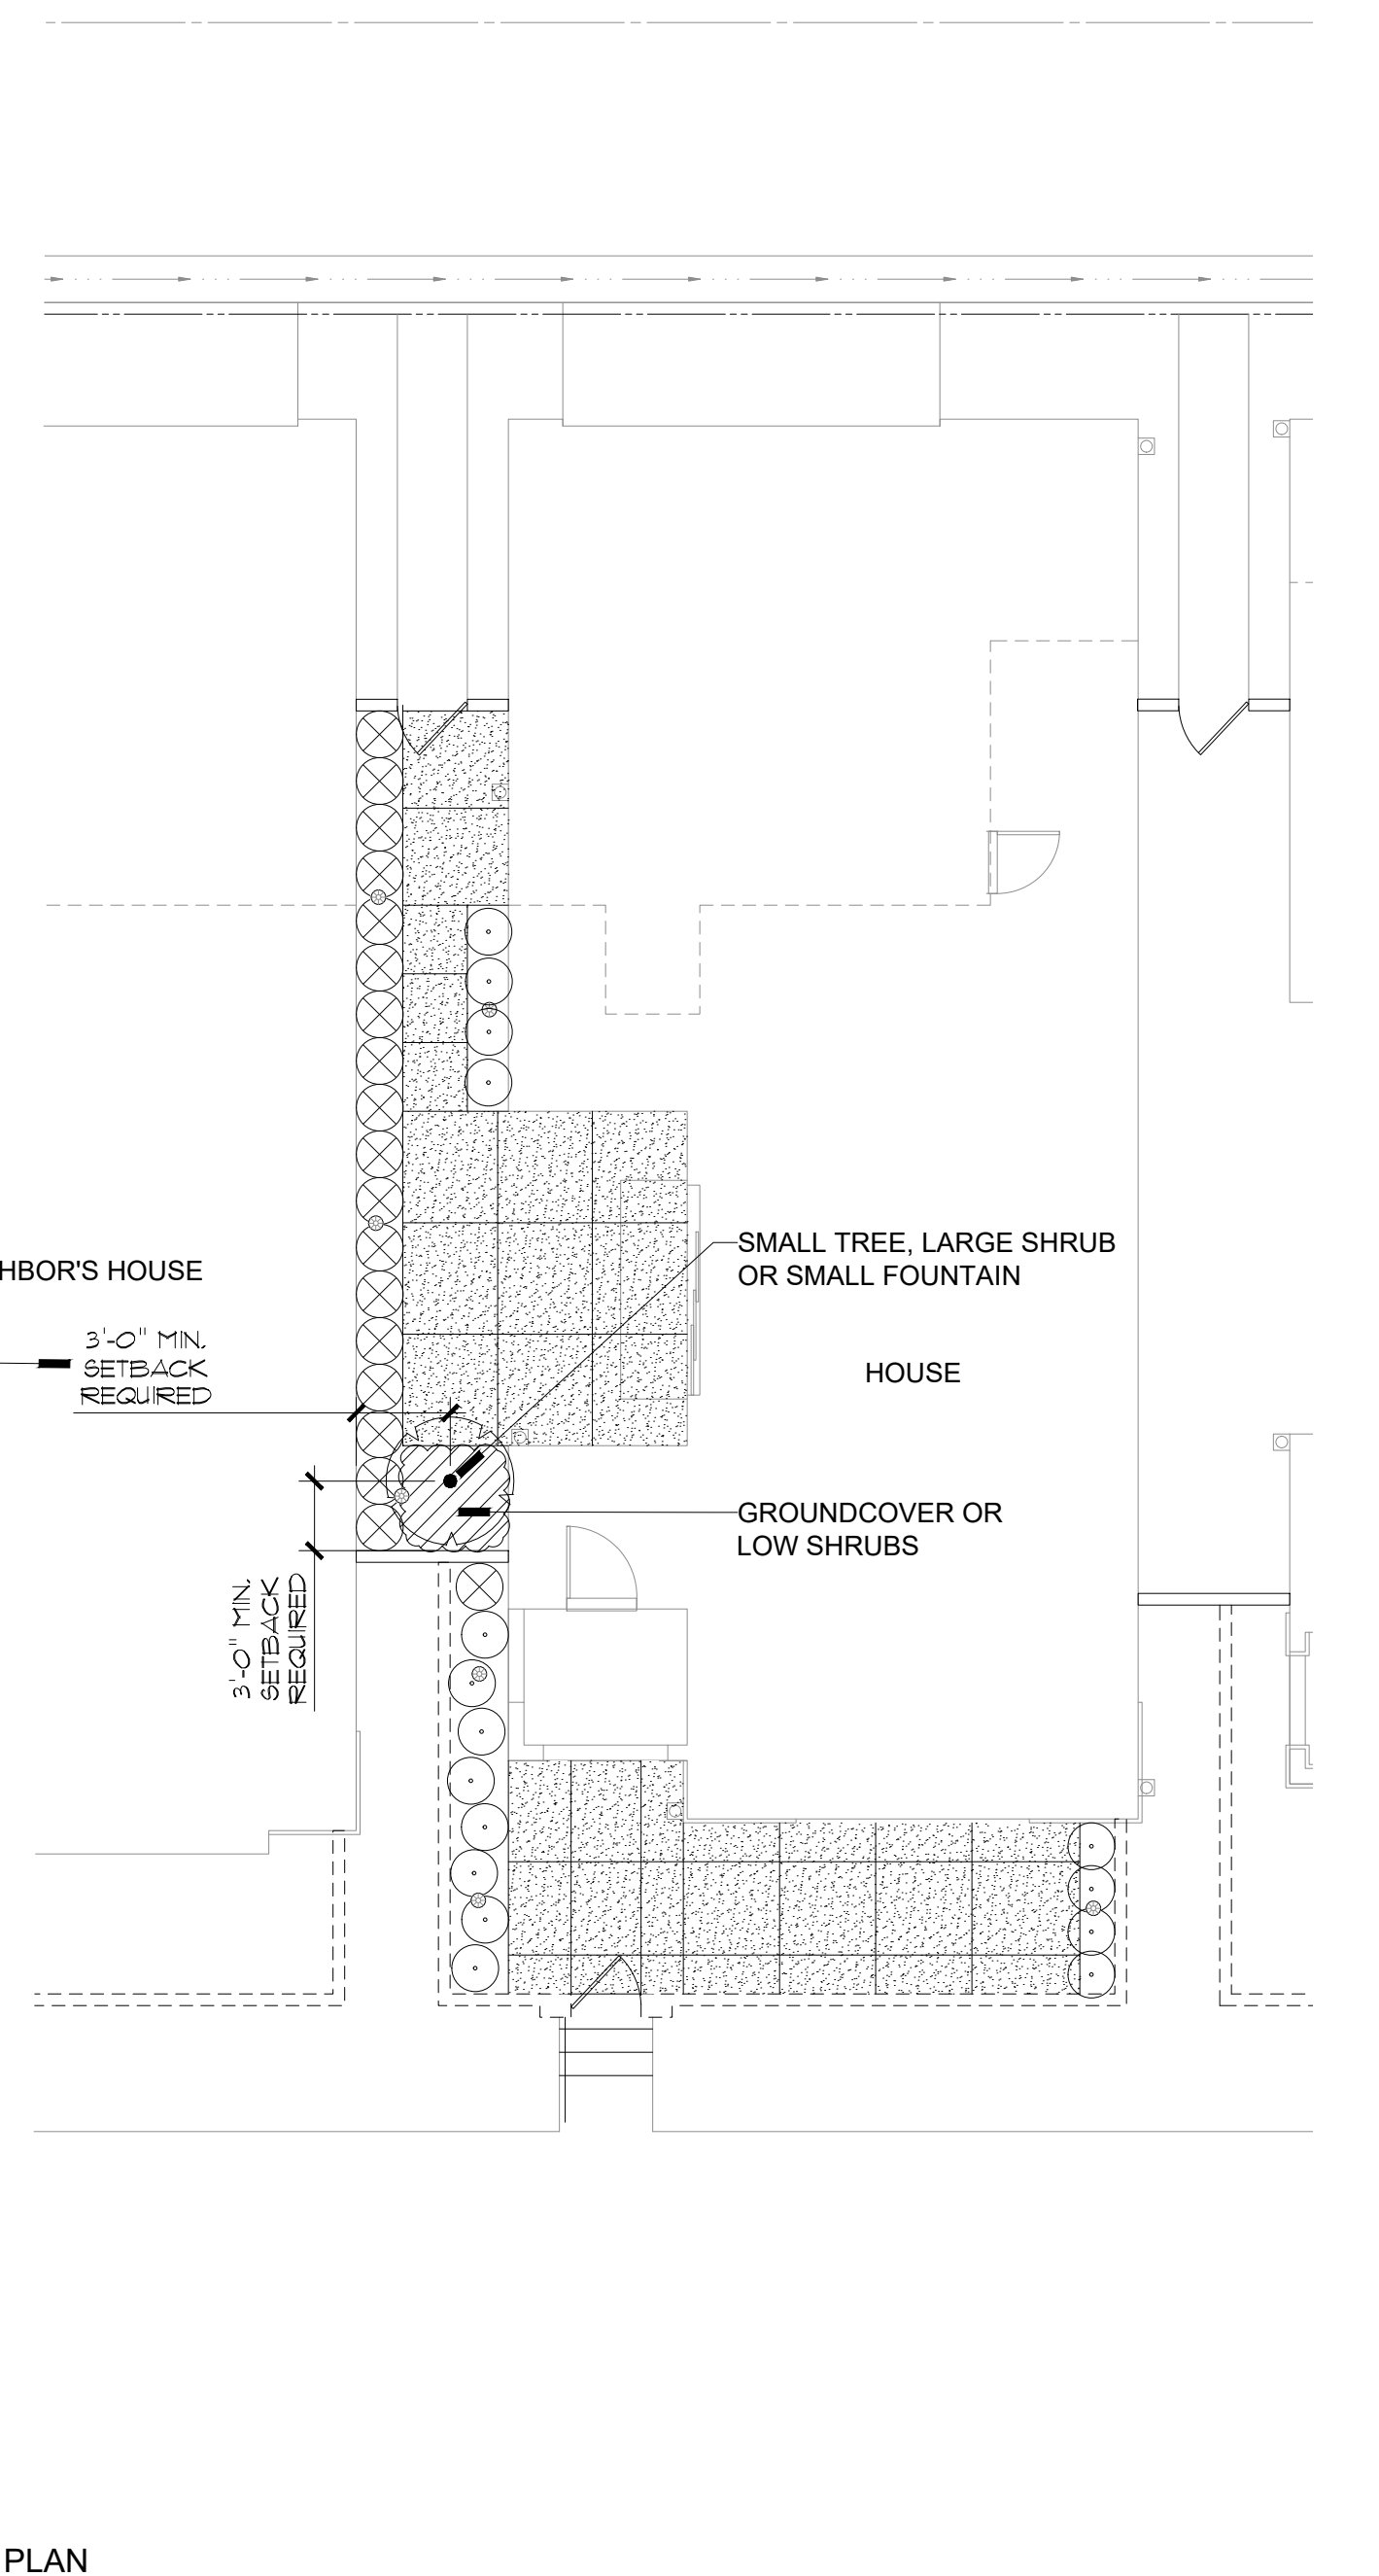 SMALL TREE, LARGE SHRUB
OR SMALL FOUNTAIN
HBOR'S HOUSE
3'-0" MIN.
SETBACK
REQUIRED
HOUSE
GROUNDCOVER OR
LOW SHRUBS
3'-0" MIN.
SETBACK
REQUIRED
PLAN